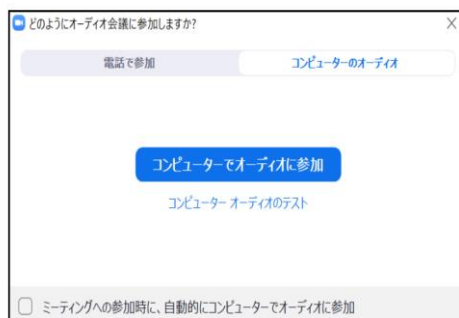 どのようにオーディオ会議に参加しますか?
電話で参加
コンピューターのオーディオ
コンピューターでオーディオに参加
コンピューター オーディオのテスト
ミーティングへの参加時に、自動的にコンピューターでオーディオに参加